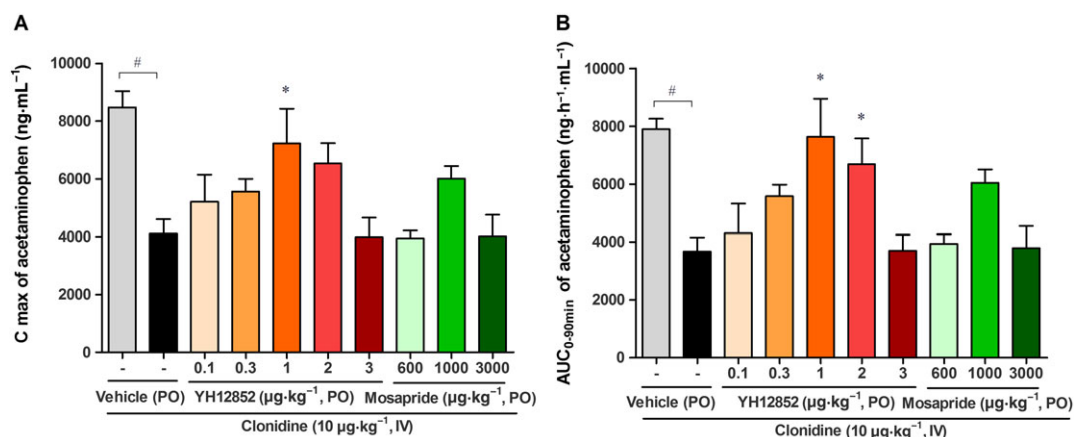 A
C max of acetaminophen (ng·mL⁻¹)
10000
8000
6000
4000
2000
0
#
*
- - 0.1 0.3 1 2 3 600 1000 3000
Vehicle (PO) YH12852 (µg·kg⁻¹, PO) Mosapride (µg·kg⁻¹, PO)
Clonidine (10 µg·kg⁻¹, IV)
B
AUC₀₋₉₀ₘᵢₙ of acetaminophen (ng·h⁻¹·mL⁻¹)
10000
8000
6000
4000
2000
0
#
*
*
- - 0.1 0.3 1 2 3 600 1000 3000
Vehicle (PO) YH12852 (µg·kg⁻¹, PO) Mosapride (µg·kg⁻¹, PO)
Clonidine (10 µg·kg⁻¹, IV)